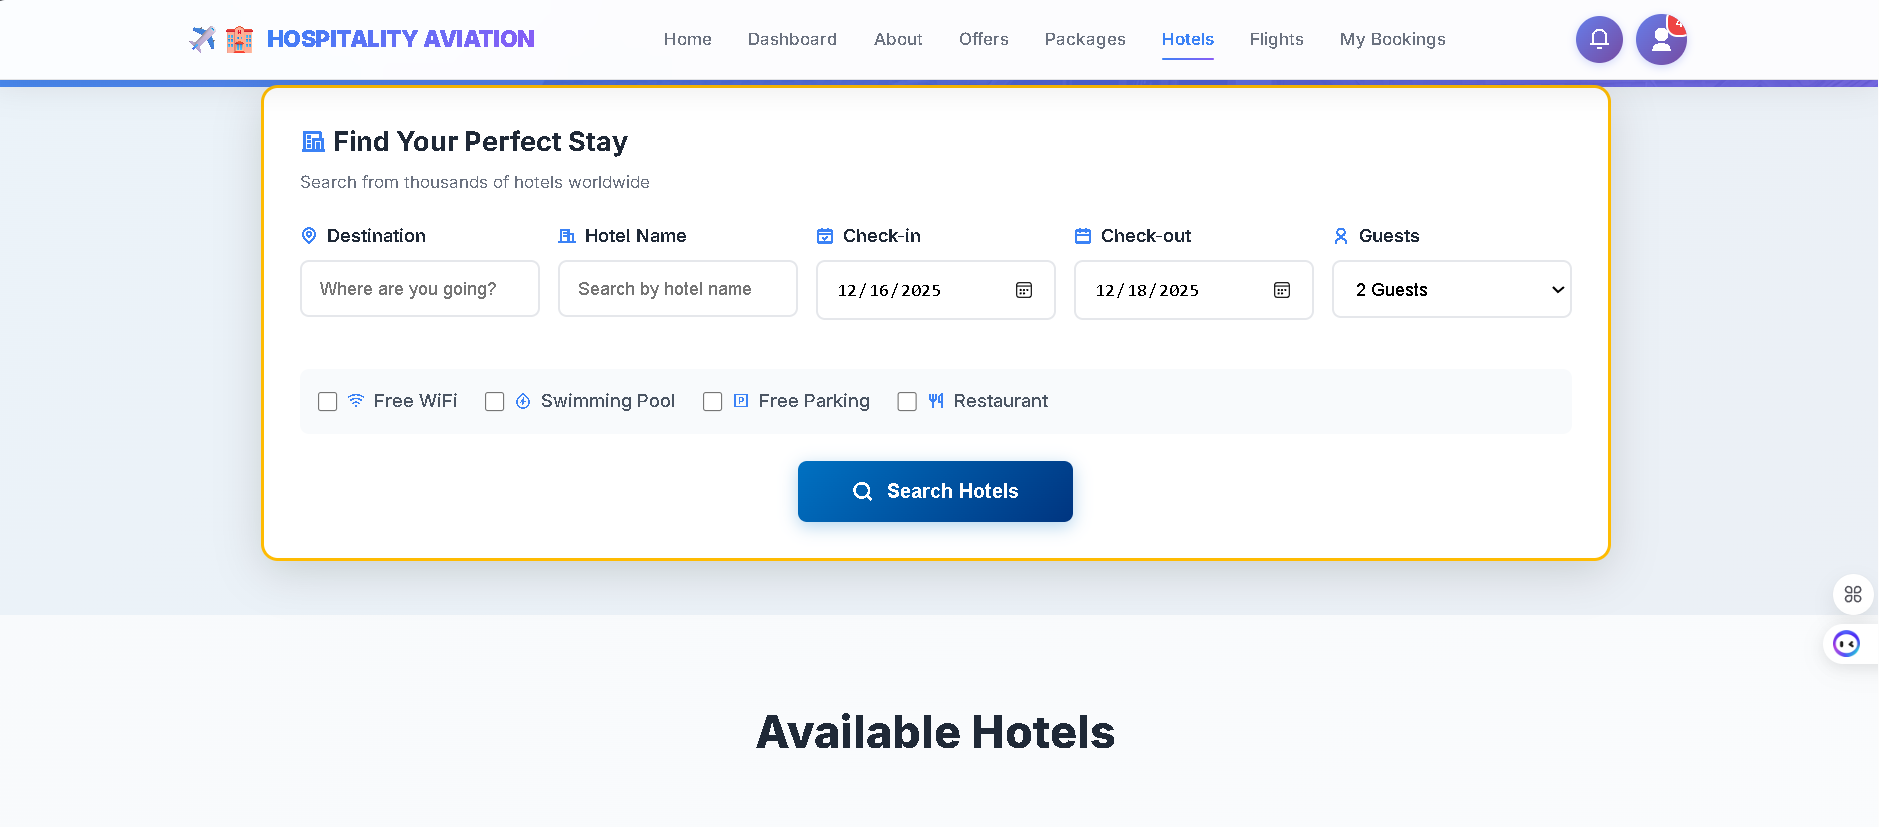 HOSPITALITY AVIATION
Home Dashboard About Offers Packages Hotels Flights My Bookings
Find Your Perfect Stay
Search from thousands of hotels worldwide
Destination Hotel Name Check-in Check-out Guests
Where are you going? Search by hotel name 12/16/2025 12/18/2025 2 Guests
Free WiFi Swimming Pool Free Parking Restaurant
Search Hotels
Available Hotels